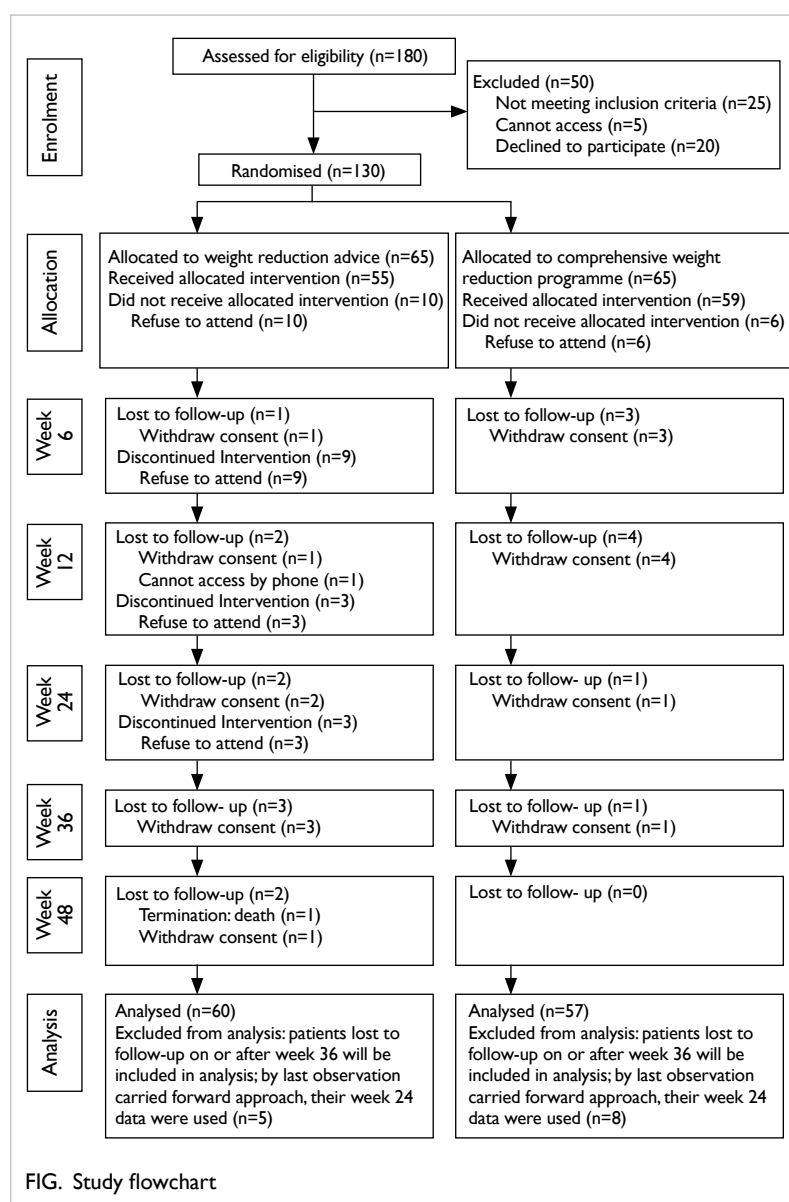 Assessed for eligibility (n=180)
Enrolment
Excluded (n=50)
Not meeting inclusion criteria (n=25)
Cannot access (n=5)
Declined to participate (n=20)
Randomised (n=130)
Allocation
Allocated to weight reduction advice (n=65)
Received allocated intervention (n=55)
Did not receive allocated intervention (n=10)
Refuse to attend (n=10)
Allocated to comprehensive weight
reduction programme (n=65)
Received allocated intervention (n=59)
Did not receive allocated intervention (n=6)
Refuse to attend (n=6)
Week
6
Lost to follow-up (n=1)
Withdraw consent (n=1)
Discontinued Intervention (n=9)
Refuse to attend (n=9)
Lost to follow-up (n=3)
Withdraw consent (n=3)
Week
12
Lost to follow-up (n=2)
Withdraw consent (n=1)
Cannot access by phone (n=1)
Discontinued Intervention (n=3)
Refuse to attend (n=3)
Lost to follow-up (n=4)
Withdraw consent (n=4)
Week
24
Lost to follow-up (n=2)
Withdraw consent (n=2)
Discontinued Intervention (n=3)
Refuse to attend (n=3)
Lost to follow- up (n=1)
Withdraw consent (n=1)
Week
36
Lost to follow- up (n=3)
Withdraw consent (n=3)
Lost to follow- up (n=1)
Withdraw consent (n=1)
Week
48
Lost to follow-up (n=2)
Termination: death (n=1)
Withdraw consent (n=1)
Lost to follow- up (n=0)
Analysis
Analysed (n=60)
Excluded from analysis: patients lost to
follow-up on or after week 36 will be
included in analysis; by last observation
carried forward approach, their week 24
data were used (n=5)
Analysed (n=57)
Excluded from analysis: patients lost to
follow-up on or after week 36 will be
included in analysis; by last observation
carried forward approach, their week 24
data were used (n=8)
FIG. Study flowchart